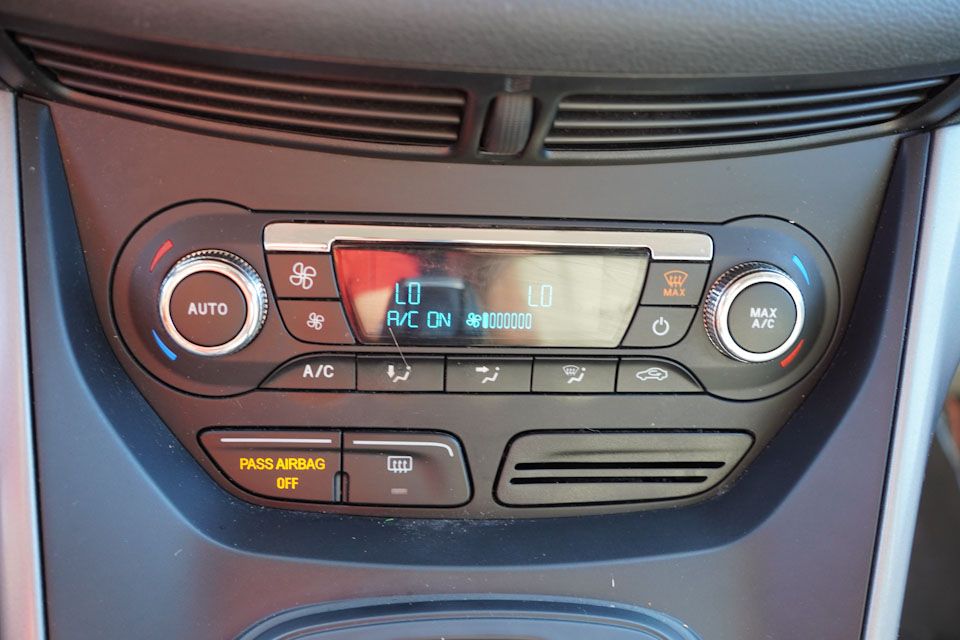 AUTO
LO
LO
A/C ON
MAX
MAX
A/C
A/C
PASS AIRBAG
OFF